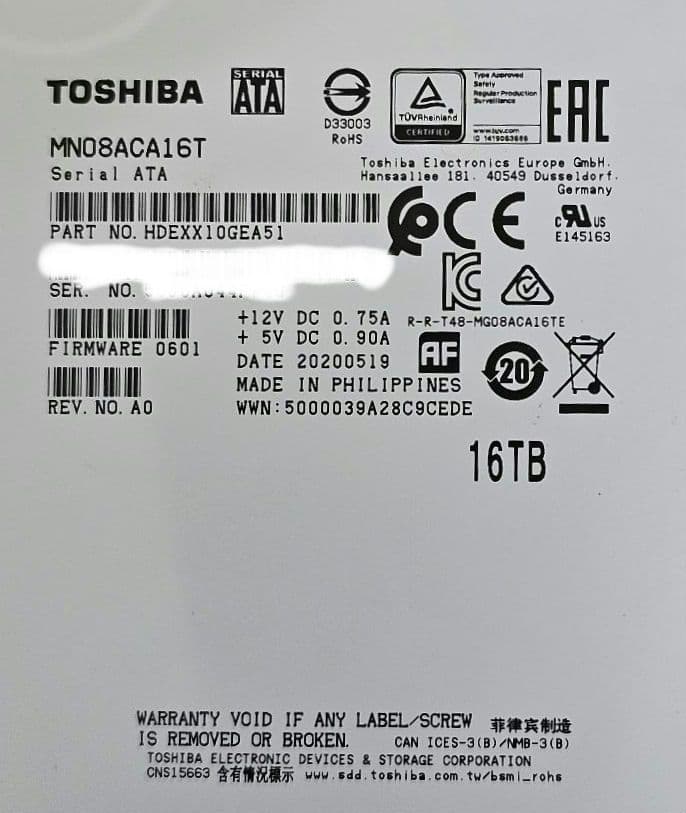 TOSHIBA
SERIAL
ATA
D33003
RoHS
TÜVRheinland
CERTIFIED
Type Approved
Safety
Regular Production
Surveillance
www.tuv.com
EAC
MN08ACA16T
Serial ATA
Toshiba Electronics Europe GmbH.
Hansaallee 181. 40549 Dusseldorf.
Germany
PART NO. HDEXX10GEA51
CE
c RU US
E145163
SER. NO.
KC
R-R-T48-MG08ACA16TE
+12V DC 0.75A
+ 5V DC 0.90A
FIRMWARE 0601
DATE 20200519
AF
20
MADE IN PHILIPPINES
REV. NO. A0
WWN:5000039A28C9CEDE
16TB
WARRANTY VOID IF ANY LABEL/SCREW
IS REMOVED OR BROKEN.
菲律宾制造
CAN ICES-3(B)/NMB-3(B)
TOSHIBA ELECTRONIC DEVICES & STORAGE CORPORATION
CNS15663 含有情況標示 www.sdd.toshiba.com.tw/bsmi_rohs